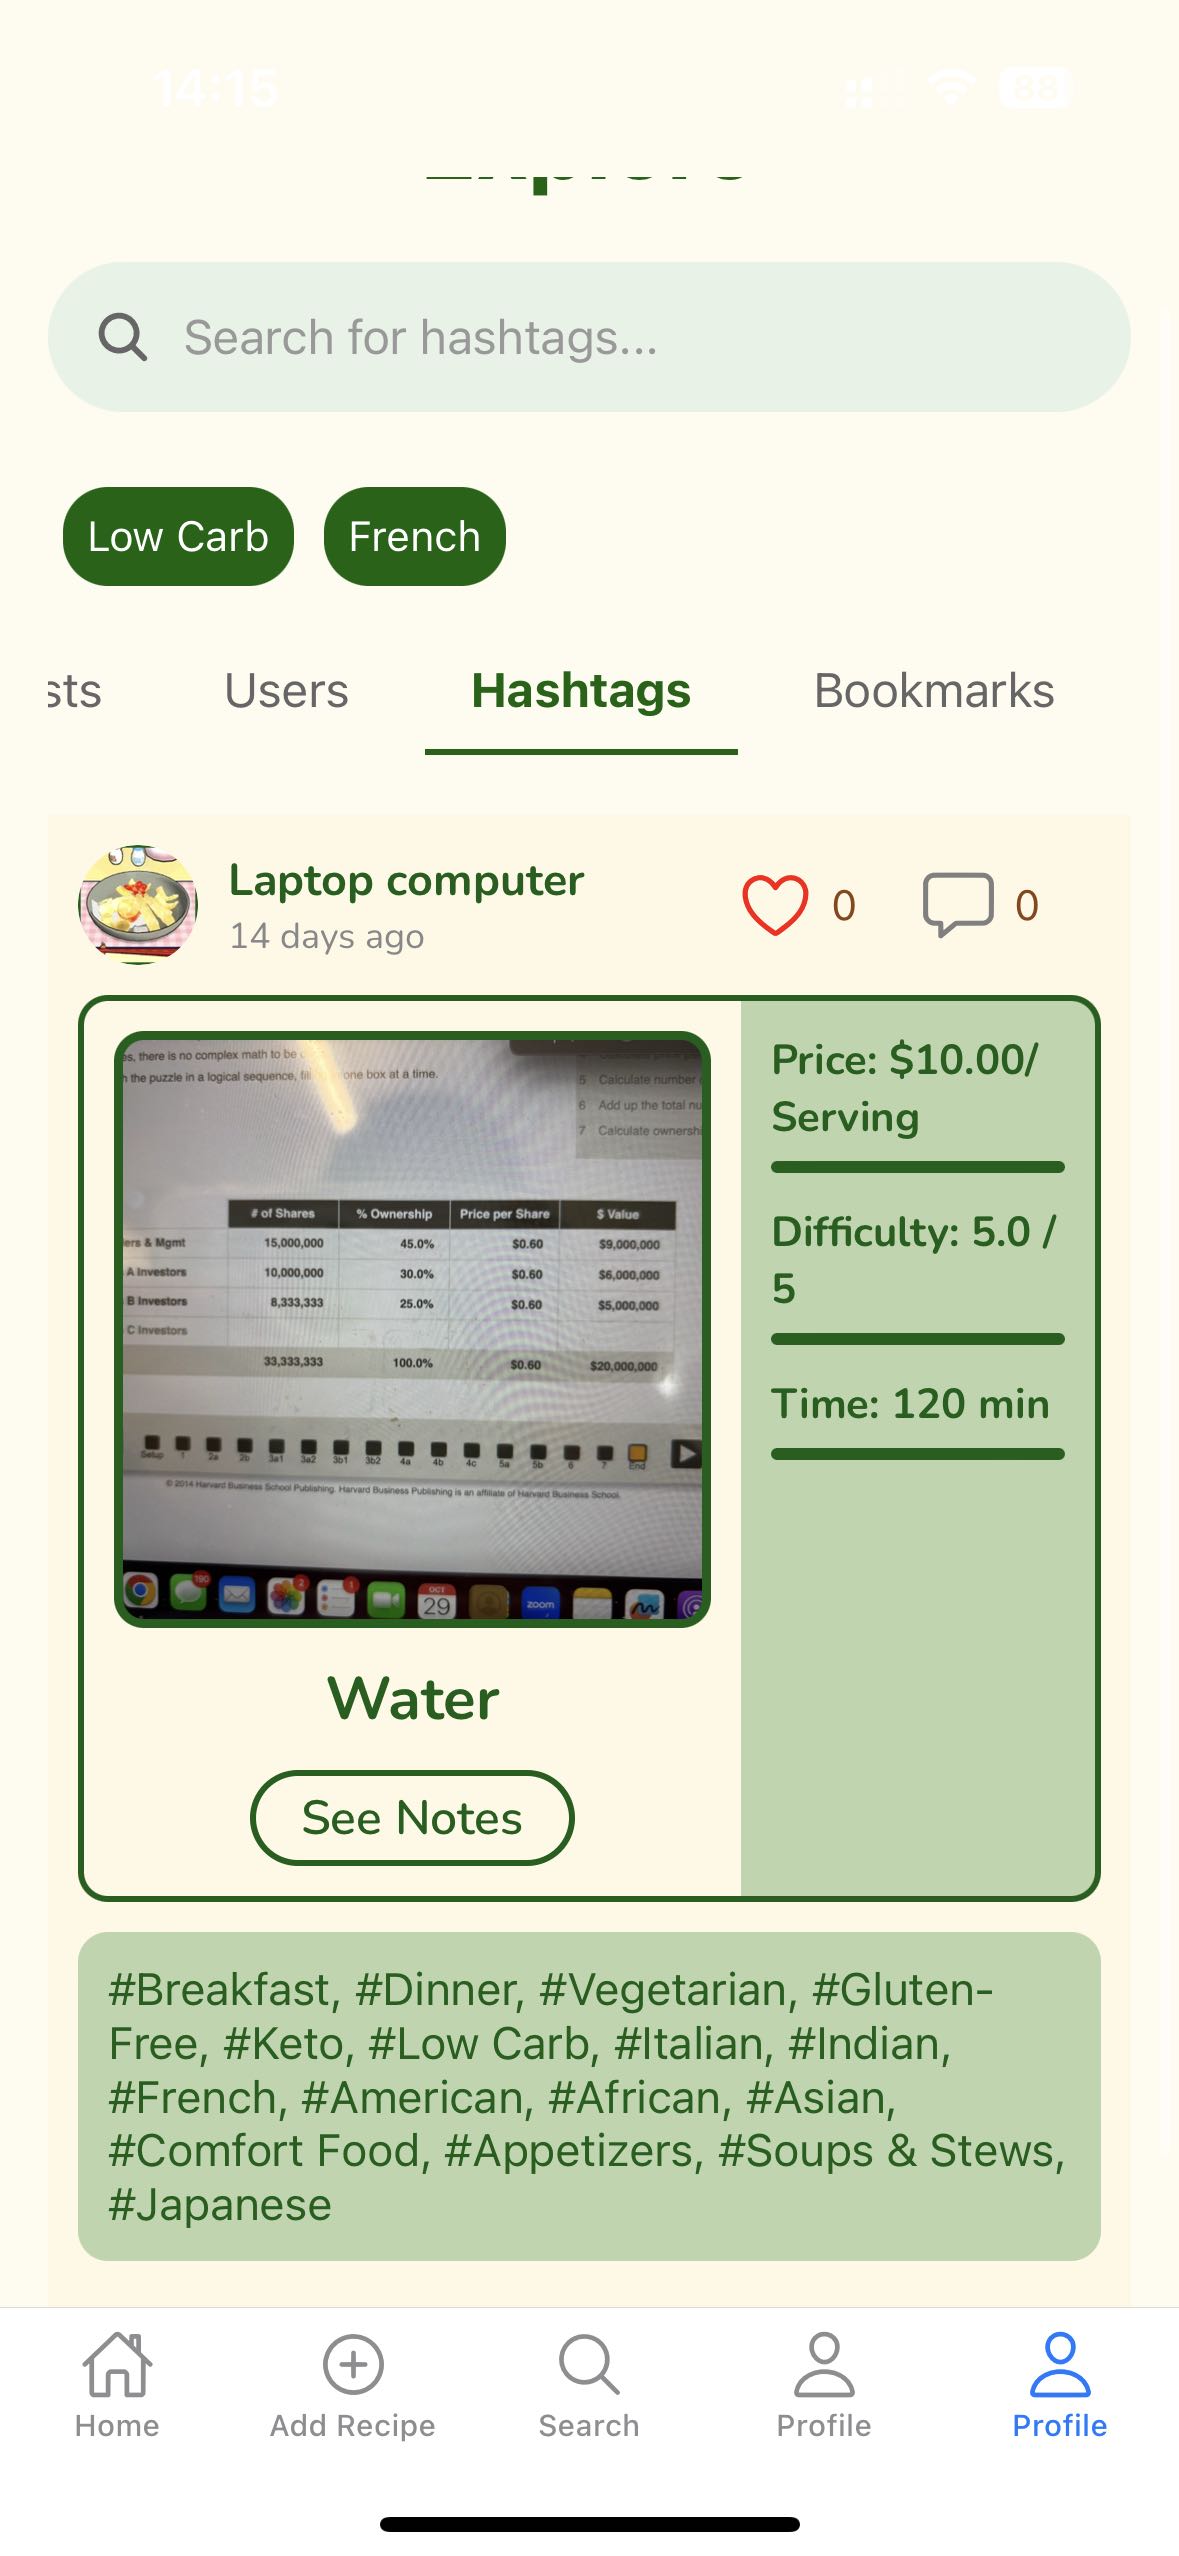 14:15
88
Explore
Search for hashtags...
Low Carb
French
sts
Users
Hashtags
Bookmarks
Laptop computer
14 days ago
0
0
es, there is no complex math to be
the puzzle in a logical sequence, one box at a time.
5 Calculate number
6 Add up the total nu
7 Calculate ownershi
# of Shares % Ownership Price per Share $ Value
ers & Mgmt 15,000,000 45.0% $0.60 $9,000,000
A Investors 10,000,000 30.0% $0.60 $6,000,000
B Investors 8,333,333 25.0% $0.60 $5,000,000
C Investors
33,333,333 100.0% $0.60 $20,000,000
Setup 1 2a 2b 3a1 3a2 3b1 3b2 4a 4b 4c 5a 5b 6 7 End
© 2014 Harvard Business School Publishing. Harvard Business Publishing is an affiliate of Harvard Business School.
190
2
1
OCT
29
zoom
Water
See Notes
Price: $10.00/
Serving
Difficulty: 5.0 /
5
Time: 120 min
#Breakfast, #Dinner, #Vegetarian, #Gluten-
Free, #Keto, #Low Carb, #Italian, #Indian,
#French, #American, #African, #Asian,
#Comfort Food, #Appetizers, #Soups & Stews,
#Japanese
Home
Add Recipe
Search
Profile
Profile